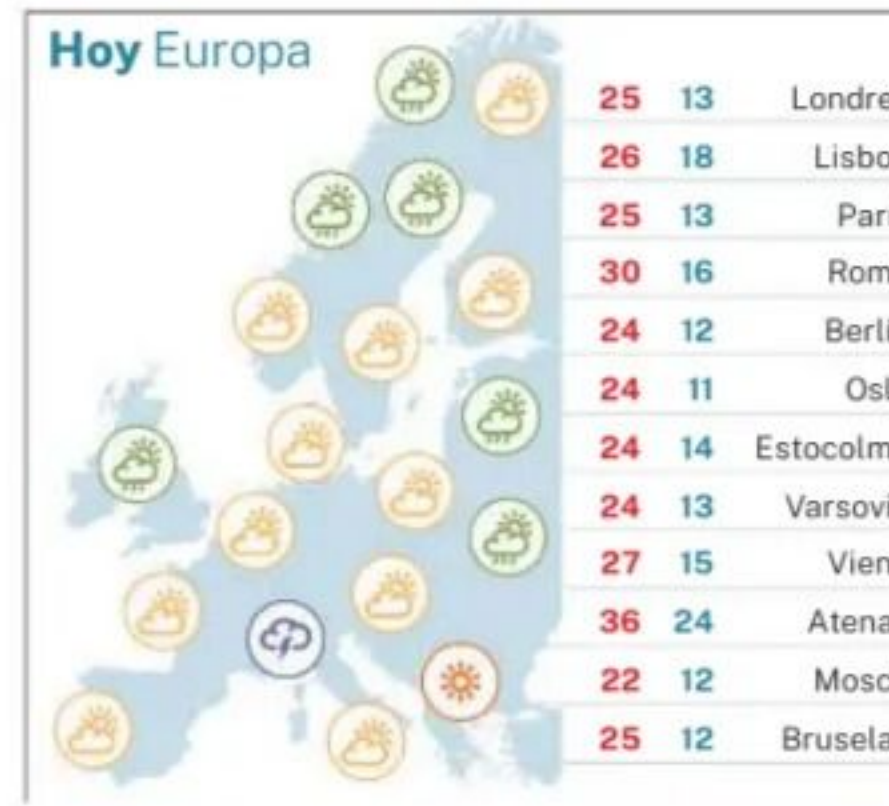 Hoy Europa
25 13 Londre
26 18 Lisbo
25 13 Pari
30 16 Rom
24 12 Berli
24 11 Osl
24 14 Estocolm
24 13 Varsovi
27 15 Vien
36 24 Atena
22 12 Mosc
25 12 Brusela